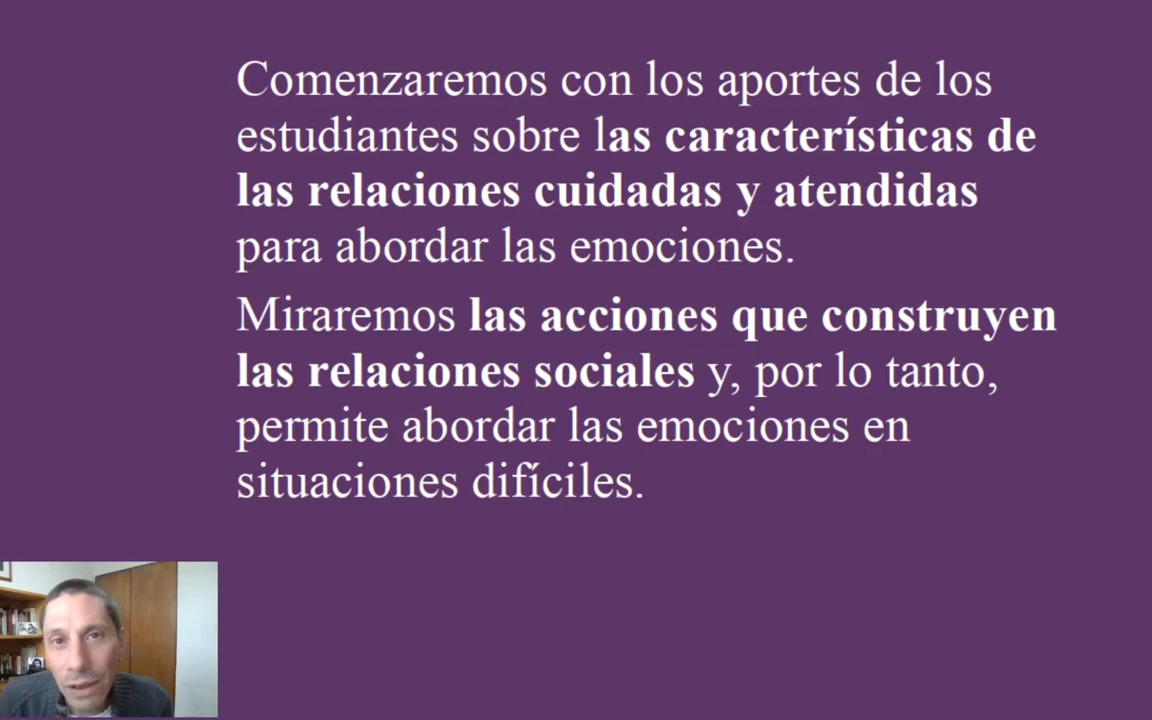 Comenzaremos con los aportes de los
estudiantes sobre las características de
las relaciones cuidadas y atendidas
para abordar las emociones.
Miraremos las acciones que construyen
las relaciones sociales y, por lo tanto,
permite abordar las emociones en
situaciones difíciles.